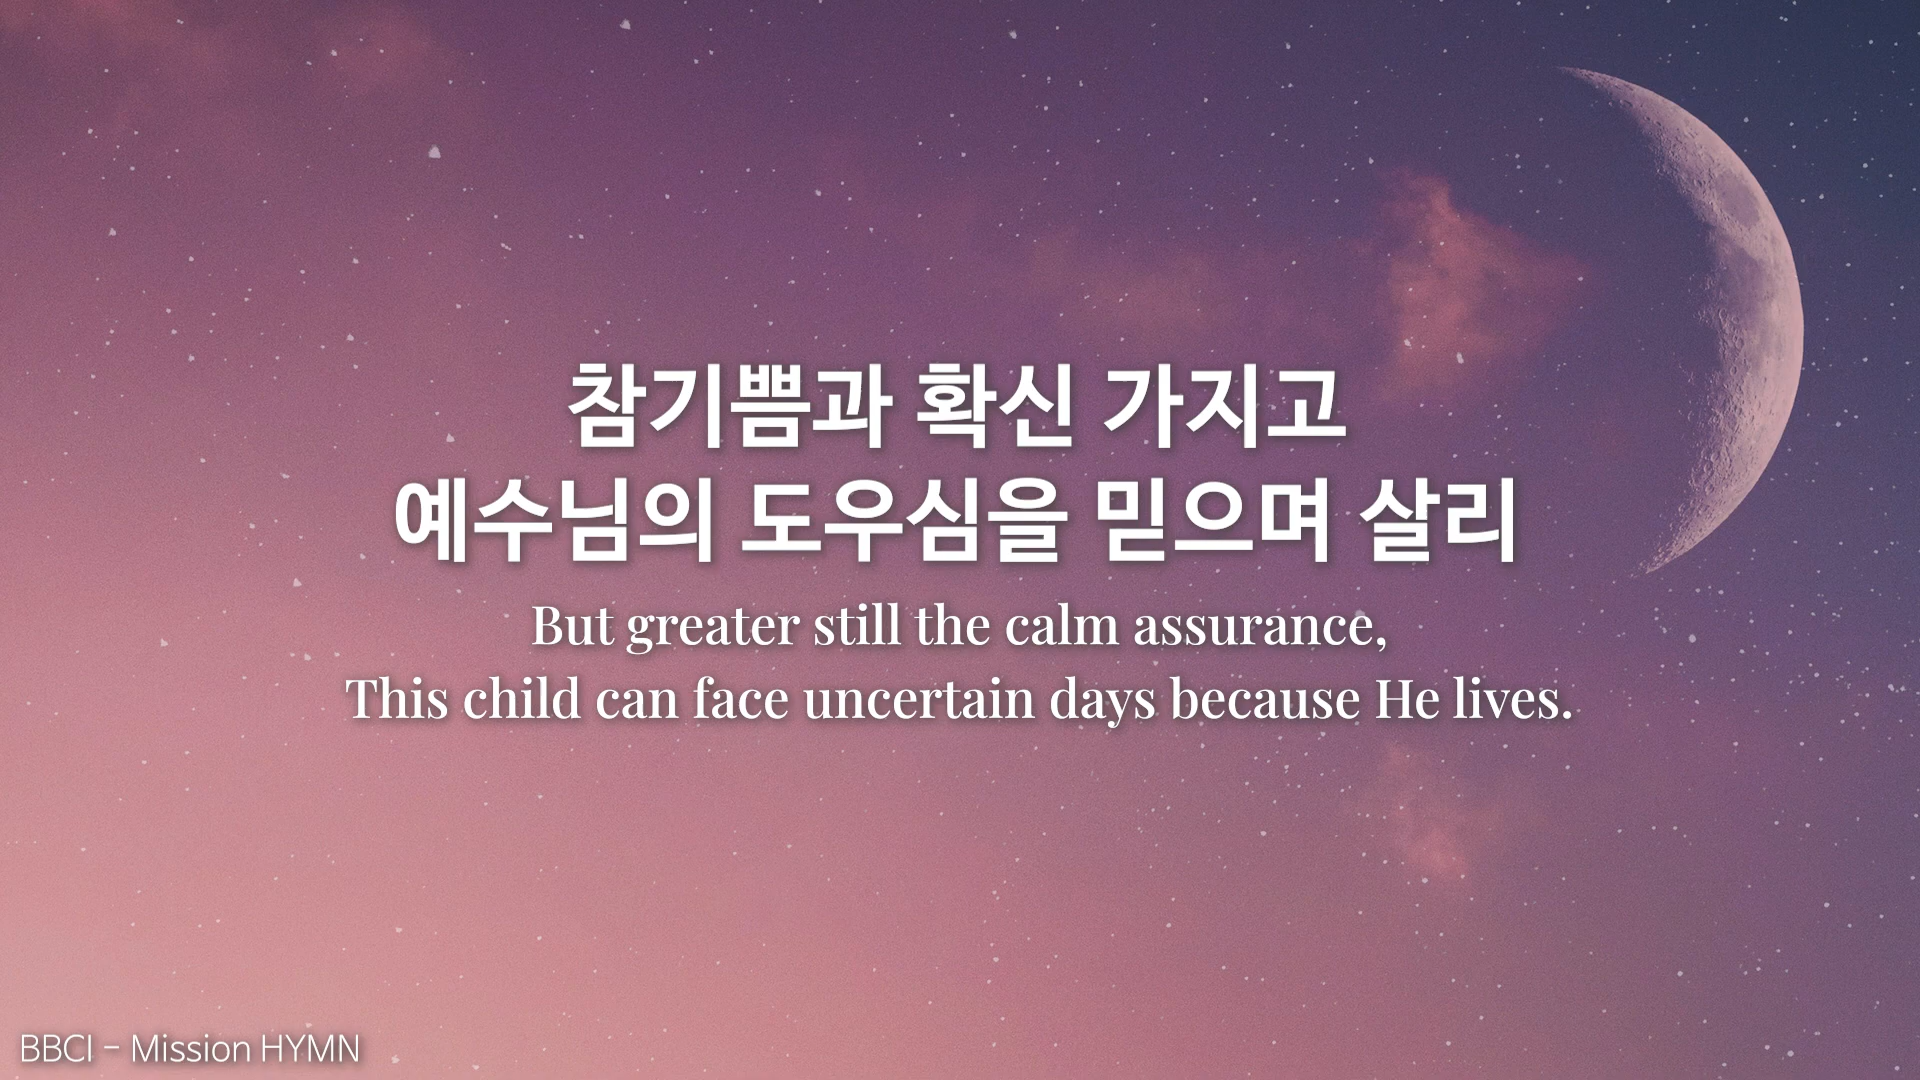 참기쁨과 확신 가지고
예수님의 도우심을 믿으며 살리
But greater still the calm assurance,
This child can face uncertain days because He lives.
BBCI - Mission HYMN